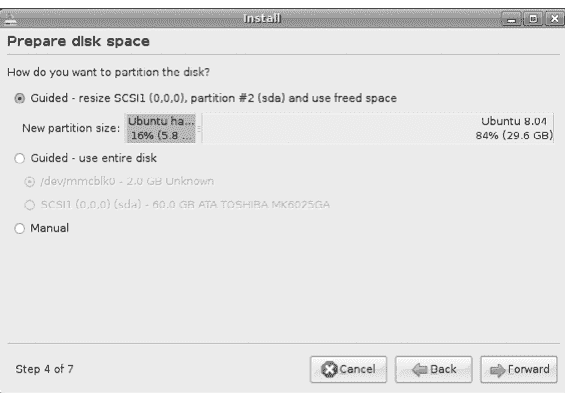 Install
Prepare disk space
How do you want to partition the disk?
Guided - resize SCSI1 (0,0,0), partition #2 (sda) and use freed space
New partition size:
Ubuntu ha...
16% (5.8 ...
Ubuntu 8.04
84% (29.6 GB)
Guided - use entire disk
/dev/mmcblk0 - 2.0 GB Unknown
SCSI1 (0,0,0) (sda) - 60.0 GB ATA TOSHIBA MK6025GA
Manual
Step 4 of 7
Cancel
Back
Forward